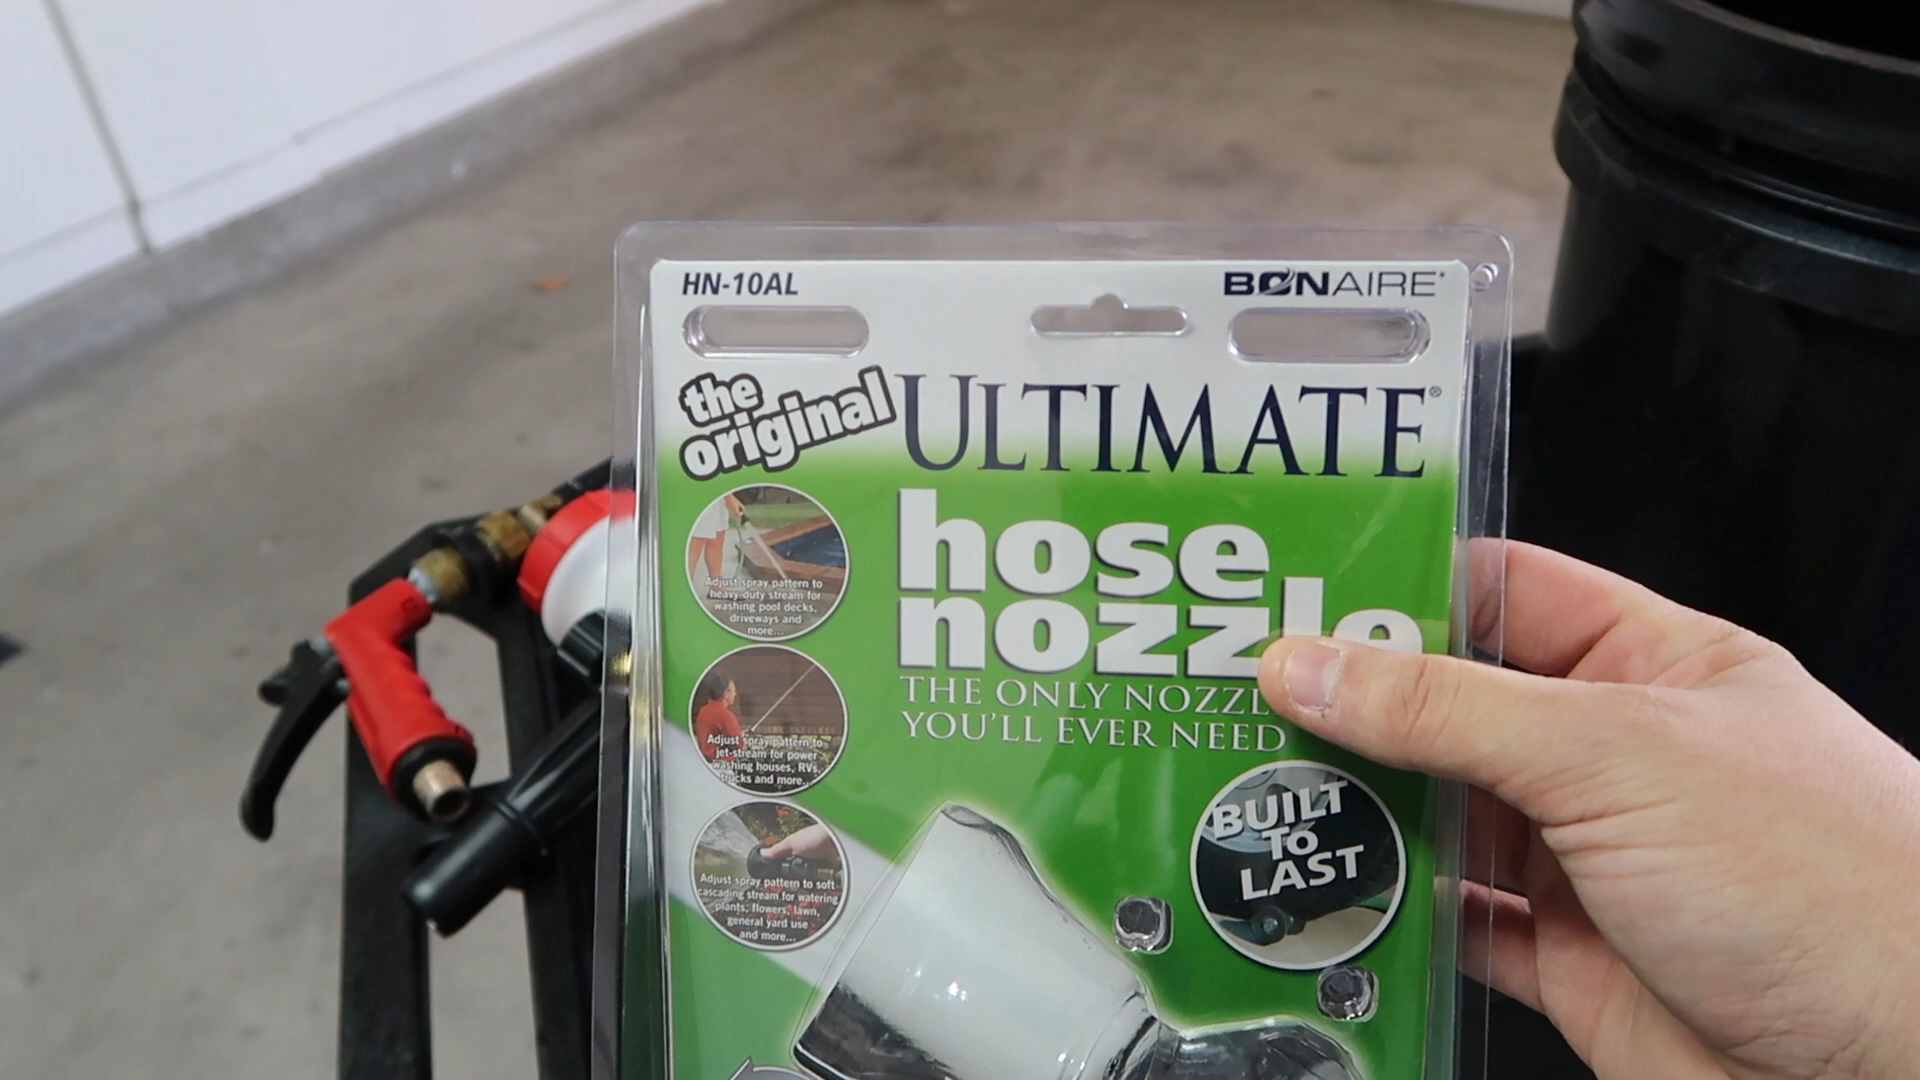 HN-10AL
BONAIRE®
the
original
ULTIMATE®
hose
nozzle
THE ONLY NOZZL
YOU'LL EVER NEED
Adjust spray pattern to
heavy duty stream for
washing pool decks,
driveways and
more...
Adjust spray pattern to
jet-stream for power
washing houses, RVs,
trucks and more...
BUILT
TO
LAST
Adjust spray pattern to soft
cascading stream for watering
plants, flowers, lawn,
general yard use
and more...